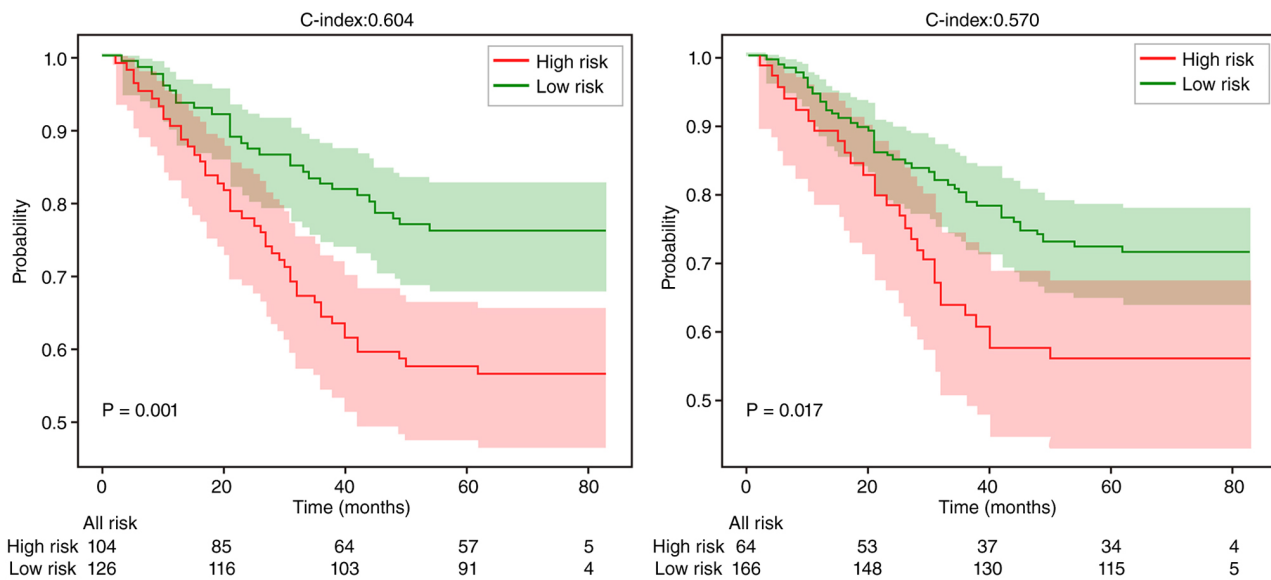 C-index:0.604
1.0
0.9
0.8
0.7
0.6
0.5
Probability
High risk
Low risk
P = 0.001
0 20 40 60 80
Time (months)
All risk
High risk 104 85 64 57 5
Low risk 126 116 103 91 4
C-index:0.570
1.0
0.9
0.8
0.7
0.6
0.5
Probability
High risk
Low risk
P = 0.017
0 20 40 60 80
Time (months)
All risk
High risk 64 53 37 34 4
Low risk 166 148 130 115 5